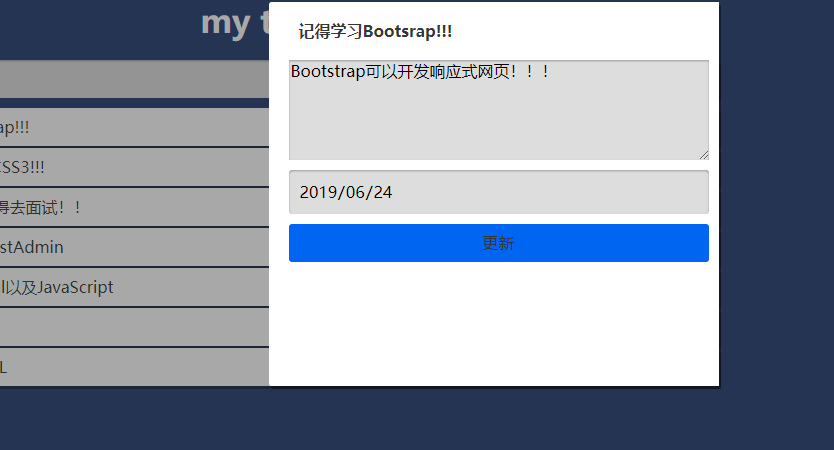 my t
记得学习Bootsrap!!!
Bootstrap可以开发响应式网页！！！
2019/06/24
更新
ap!!!
CSS3!!!
得去面试！！
stAdmin
l以及JavaScript
L